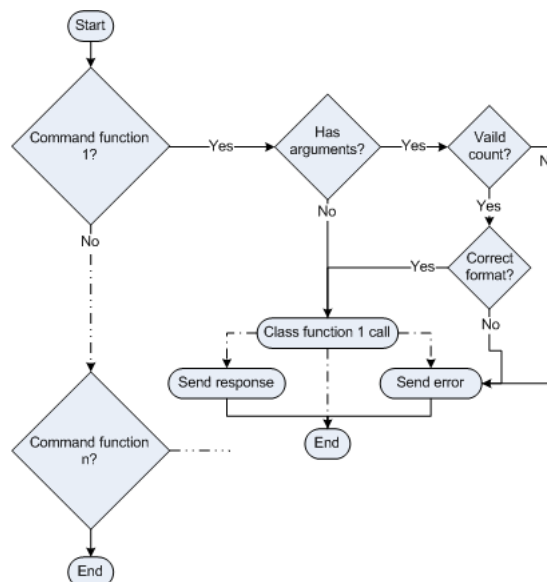 Start
Command function
1?
Yes
Has
arguments?
Yes
Vaild
count?
N
No
No
Yes
Correct
format?
Yes
No
Class function 1 call
Send response
Send error
Command function
n?
End
End